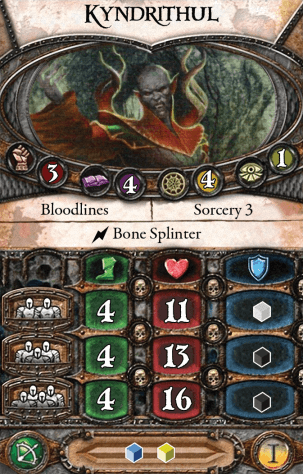 KYNDRITHUL
3 4 4 1
Bloodlines Sorcery 3
Bone Splinter
4 11
4 13
4 16
I